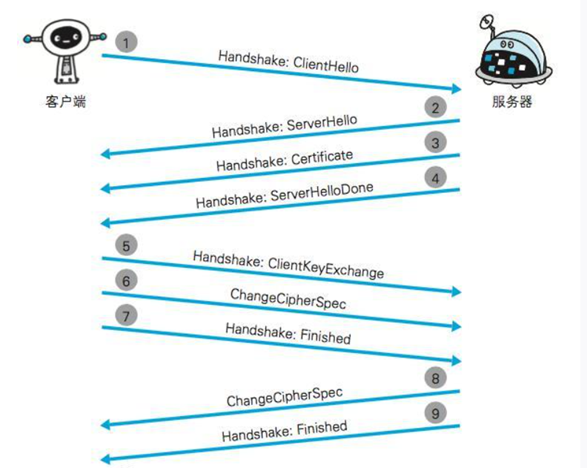 1
Handshake: ClientHello
客户端
服务器
2
Handshake: ServerHello
3
Handshake: Certificate
4
Handshake: ServerHelloDone
5
Handshake: ClientKeyExchange
6
ChangeCipherSpec
7
Handshake: Finished
8
ChangeCipherSpec
9
Handshake: Finished